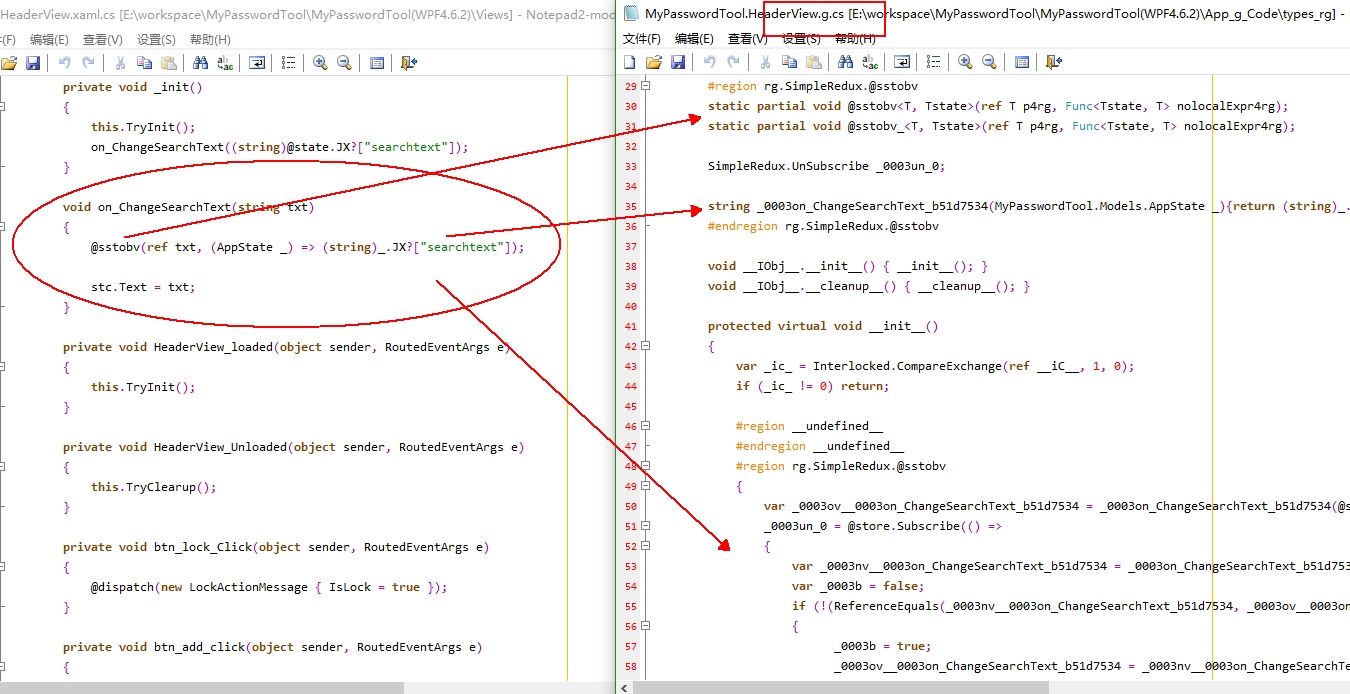 HeaderView.xaml.cs [E:\workspace\MyPasswordTool\MyPasswordTool(WPF4.6.2)\Views] - Notepad2-mod
(F) 编辑(E) 查看(V) 设置(S) 帮助(H)
private void _init()
{
this.TryInit();
on_ChangeSearchText((string)@state.JX?["searchtext"]);
}
void on_ChangeSearchText(string txt)
{
@sstobv(ref txt, (AppState _) => (string)_.JX?["searchtext"]);
stc.Text = txt;
}
private void HeaderView_loaded(object sender, RoutedEventArgs e)
{
this.TryInit();
}
private void HeaderView_Unloaded(object sender, RoutedEventArgs e)
{
this.TryClearup();
}
private void btn_lock_Click(object sender, RoutedEventArgs e)
{
@dispatch(new LockActionMessage { IsLock = true });
}
private void btn_add_click(object sender, RoutedEventArgs e)
{
MyPasswordTool.HeaderView.g.cs [E:\workspace\MyPasswordTool\MyPasswordTool(WPF4.6.2)\App_g_Code\types_rg] -
文件(F) 编辑(E) 查看(V) 设置(S) 帮助(H)
29 #region rg.SimpleRedux.@sstobv
30 static partial void @sstobv<T, Tstate>(ref T p4rg, Func<Tstate, T> nolocalExpr4rg);
31 static partial void @sstobv_<T, Tstate>(ref T p4rg, Func<Tstate, T> nolocalExpr4rg);
32
33 SimpleRedux.UnSubscribe _0003un_0;
34
35 string _0003on_ChangeSearchText_b51d7534(MyPasswordTool.Models.AppState _){return (string)_.
36 #endregion rg.SimpleRedux.@sstobv
37
38 void __IObj__.__init__() { __init__(); }
39 void __IObj__.__cleanup__() { __cleanup__(); }
40
41 protected virtual void __init__()
42 {
43 var _ic_ = Interlocked.CompareExchange(ref __iC__, 1, 0);
44 if (_ic_ != 0) return;
45
46 #region __undefined__
47 #endregion __undefined__
48 #region rg.SimpleRedux.@sstobv
49 {
50 var _0003ov__0003on_ChangeSearchText_b51d7534 = _0003on_ChangeSearchText_b51d7534(@s
51 _0003un_0 = @store.Subscribe(() =>
52 {
53 var _0003nv__0003on_ChangeSearchText_b51d7534 = _0003on_ChangeSearchText_b51d753
54 var _0003b = false;
55 if (!(ReferenceEquals(_0003nv__0003on_ChangeSearchText_b51d7534, _0003ov__0003on
56 {
57 _0003b = true;
58 _0003ov__0003on_ChangeSearchText_b51d7534 = _0003nv__0003on_ChangeSearchText